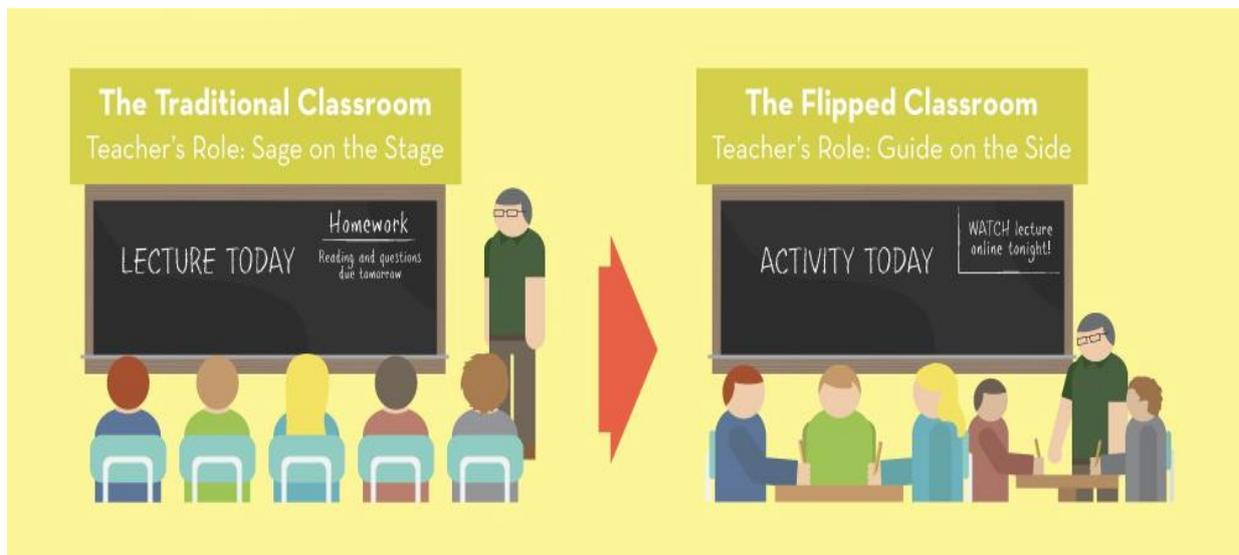 The Traditional Classroom
Teacher's Role: Sage on the Stage
LECTURE TODAY
Homework
Reading and questions
due tomorrow
The Flipped Classroom
Teacher's Role: Guide on the Side
ACTIVITY TODAY
WATCH lecture
online tonight!